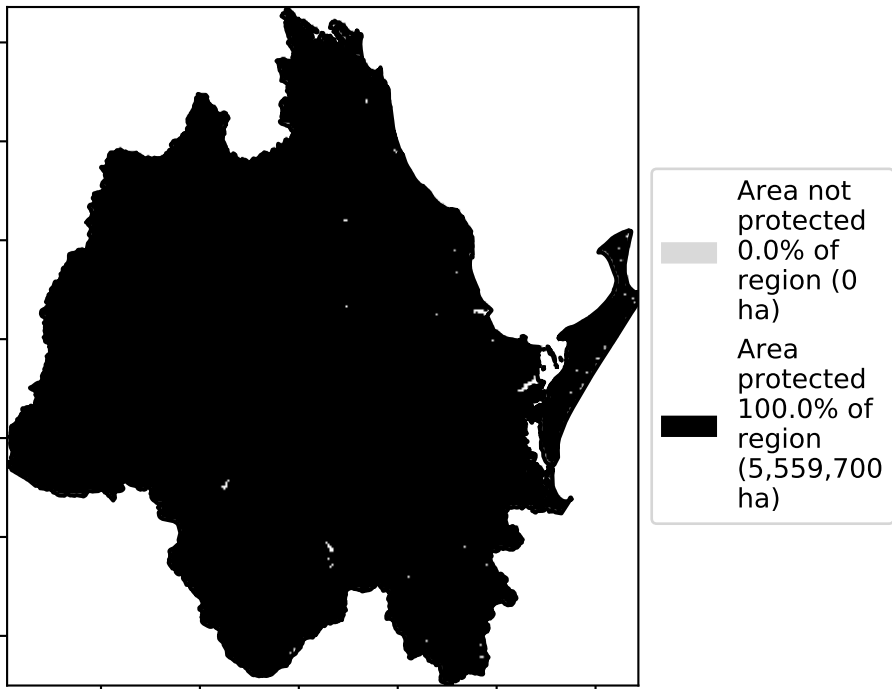 Area not
protected
0.0% of
region (0
ha)
Area
protected
100.0% of
region
(5,559,700
ha)